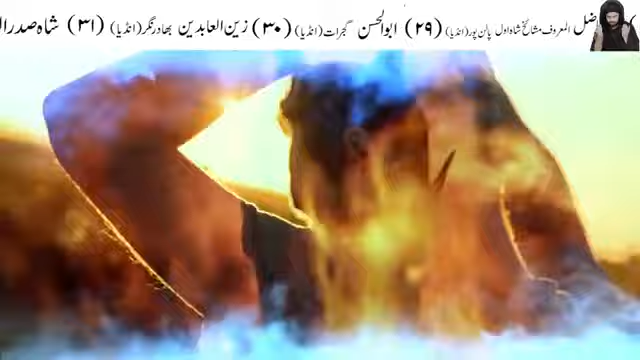 ضل المعروف مشائخ شاہ اول پالن پور (انڈیا) (۲۹) ابوالحسن گجرات (انڈیا) (۳۰) زین العابدین بھادرنگر (انڈیا) (۳۱) شاہ صدر